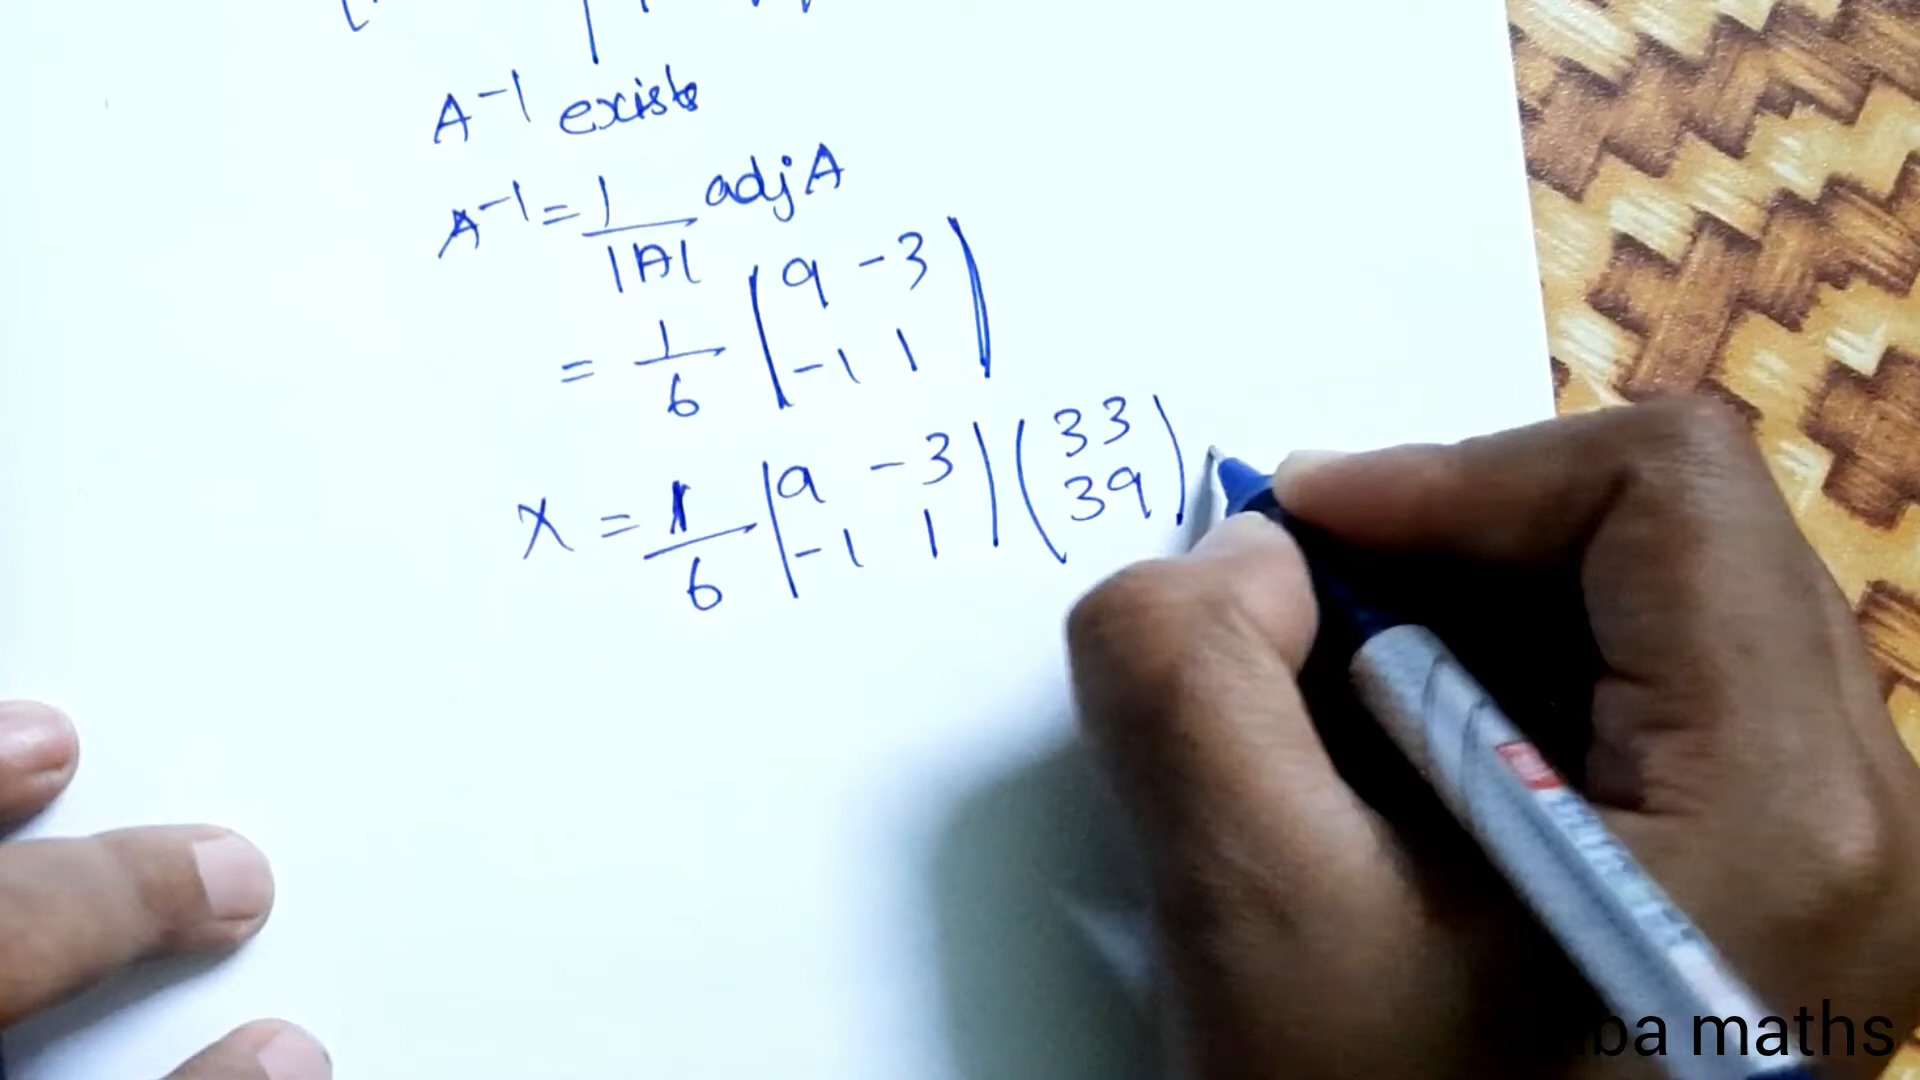 A⁻¹ exists
A⁻¹ = 1/|A| adj A
= 1/6 (9 -3
-1 1)
X = 1/6 (9 -3
-1 1) (33
39)
maths